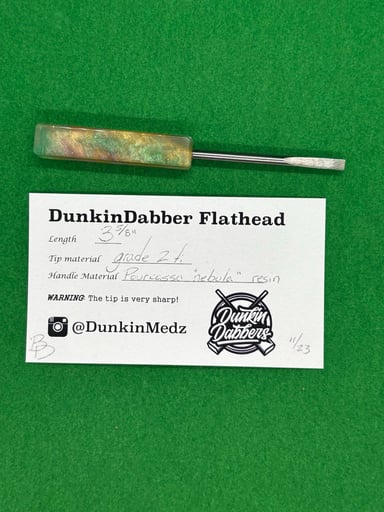 DunkinDabber Flathead
Length 3 5/8"
Tip material grade 2 ti.
Handle Material Pourcasso "nebula" resin
WARNING: The tip is very sharp!
@DunkinMedz
Dunkin
Dabbers
11/23